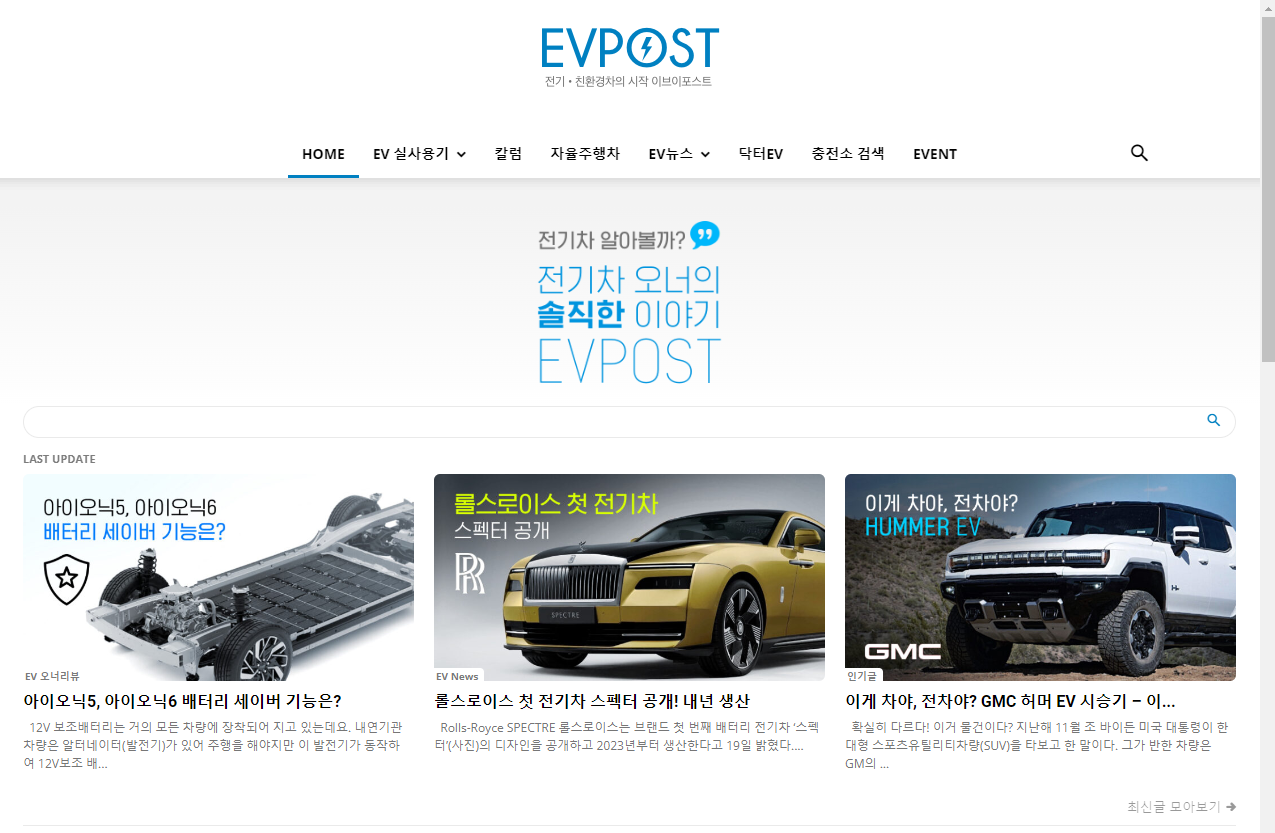 EVPOST
전기 • 친환경차의 시작 이브이포스트
HOME EV 실사용기 칼럼 자율주행차 EV뉴스 닥터EV 충전소 검색 EVENT
전기차 알아볼까?
전기차 오너의
솔직한 이야기
EVPOST
LAST UPDATE
아이오닉5, 아이오닉6
배터리 세이버 기능은?
EV 오너리뷰
아이오닉5, 아이오닉6 배터리 세이버 기능은?
12V 보조배터리는 거의 모든 차량에 장착되어 지고 있는데요. 내연기관
차량은 알터네이터(발전기)가 있어 주행을 해야지만 이 발전기가 동작하
여 12V보조 배...
롤스로이스 첫 전기차
스펙터 공개
RR
SPECTRE
EV News
롤스로이스 첫 전기차 스펙터 공개! 내년 생산
Rolls-Royce SPECTRE 롤스로이스는 브랜드 첫 번째 배터리 전기차 '스펙
터'(사진)의 디자인을 공개하고 2023년부터 생산한다고 19일 밝혔다....
이게 차야, 전차야?
HUMMER EV
GMC
인기글
이게 차야, 전차야? GMC 허머 EV 시승기 – 이...
확실히 다르다! 이거 물건이다? 지난해 11월 조 바이든 미국 대통령이 한
대형 스포츠유틸리티차량(SUV)을 타보고 한 말이다. 그가 반한 차량은
GM의 ...
최신글 모아보기